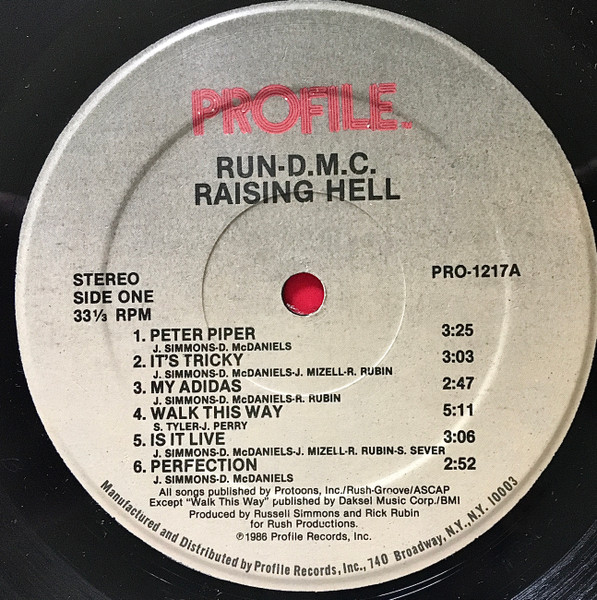 PROFILE.
RUN-D.M.C.
RAISING HELL
STEREO
SIDE ONE
33⅓ RPM
PRO-1217A
1. PETER PIPER 3:25
J. SIMMONS-D. McDANIELS
2. IT'S TRICKY 3:03
J. SIMMONS-D. McDANIELS-J. MIZELL-R. RUBIN
3. MY ADIDAS 2:47
J. SIMMONS-D. McDANIELS-R. RUBIN
4. WALK THIS WAY 5:11
S. TYLER-J. PERRY
5. IS IT LIVE 3:06
J. SIMMONS-D. McDANIELS-J. MIZELL-R. RUBIN-S. SEVER
6. PERFECTION 2:52
J. SIMMONS-D. McDANIELS
All songs published by Protoons, Inc./Rush-Groove/ASCAP
Except "Walk This Way" published by Daksel Music Corp./BMI
Produced by Russell Simmons and Rick Rubin
for Rush Productions.
℗1986 Profile Records, Inc.
Manufactured and Distributed by Profile Records, Inc., 740 Broadway, N.Y., N.Y. 10003